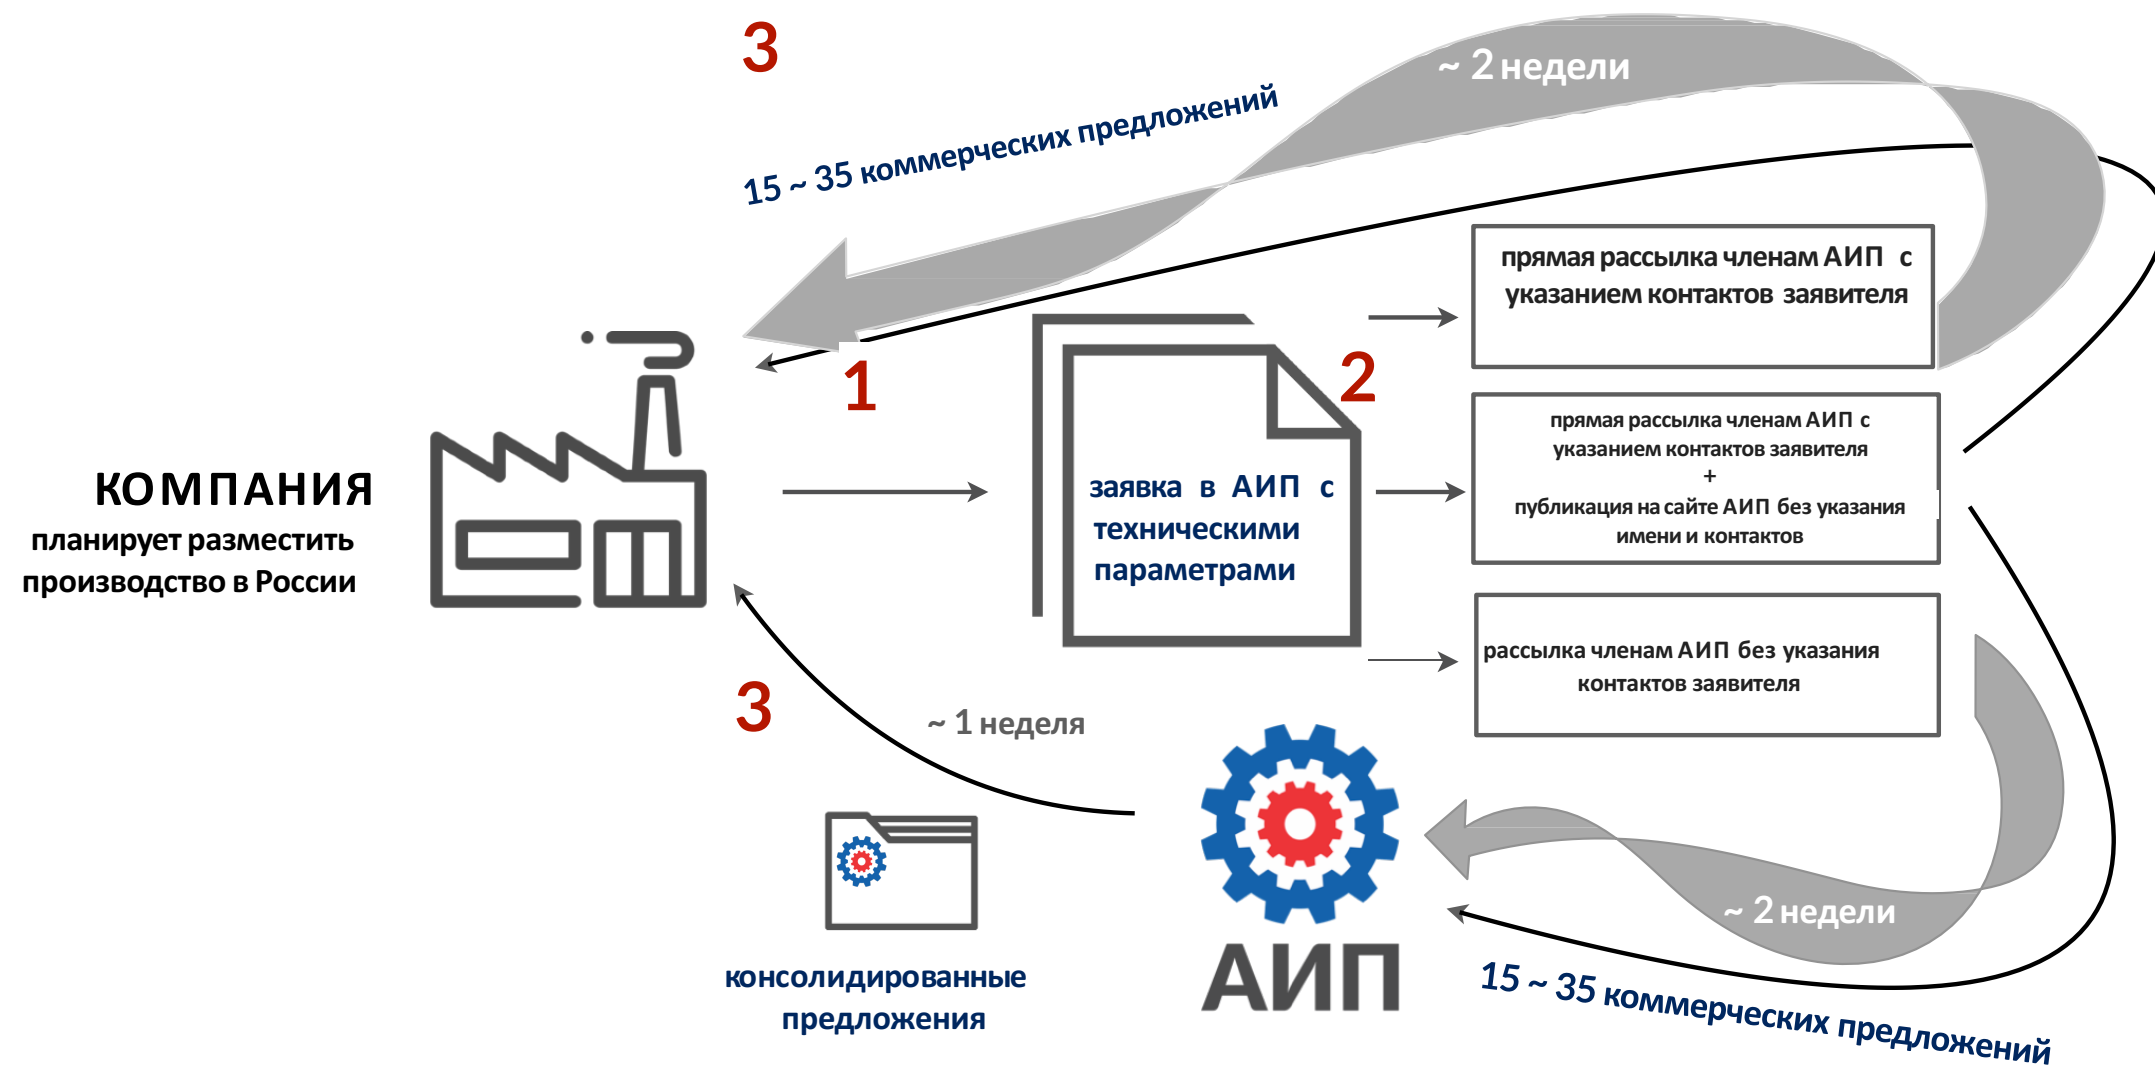 3
~ 2 недели
15 ~ 35 коммерческих предложений
КОМПАНИЯ
планирует разместить
производство в России
1
заявка в АИП с
техническими
параметрами
2
прямая рассылка членам АИП с
указанием контактов заявителя
прямая рассылка членам АИП с
указанием контактов заявителя
+
публикация на сайте АИП без указания
имени и контактов
рассылка членам АИП без указания
контактов заявителя
3
~ 1 неделя
консолидированные
предложения
АИП
~ 2 недели
15 ~ 35 коммерческих предложений